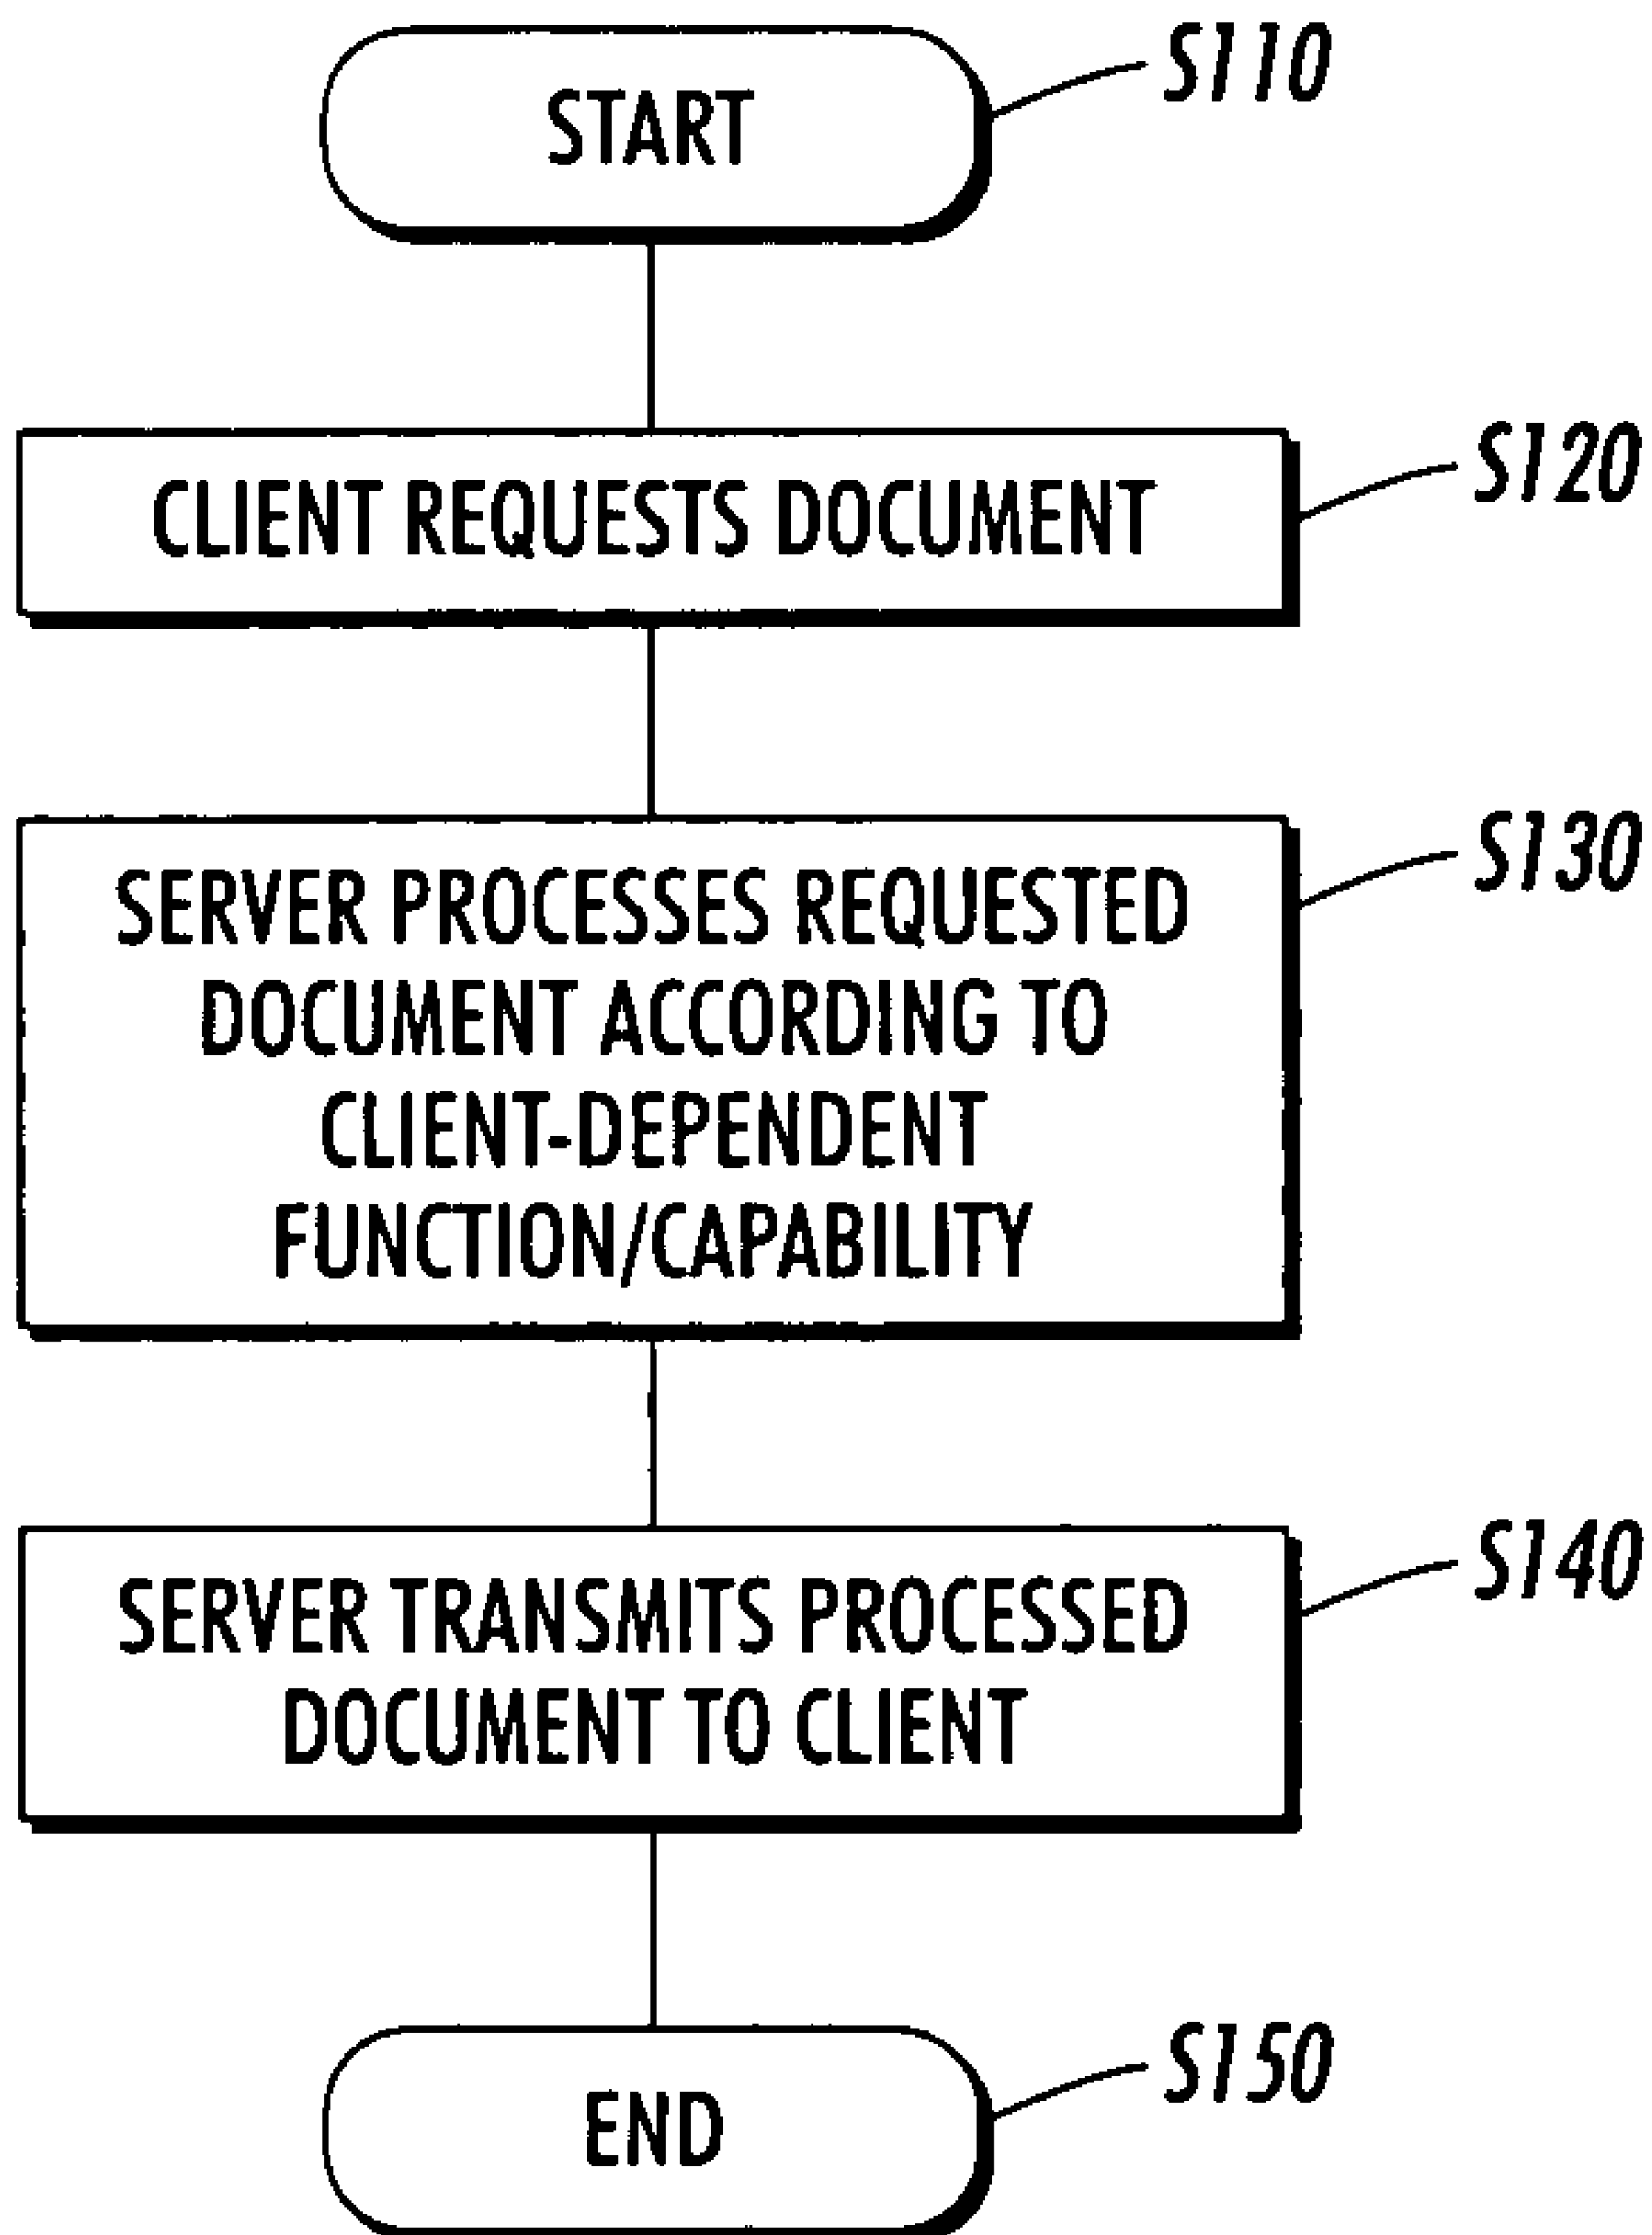 START
S110
CLIENT REQUESTS DOCUMENT
S120
SERVER PROCESSES REQUESTED
DOCUMENT ACCORDING TO
CLIENT-DEPENDENT
FUNCTION/CAPABILITY
S130
SERVER TRANSMITS PROCESSED
DOCUMENT TO CLIENT
S140
END
S150